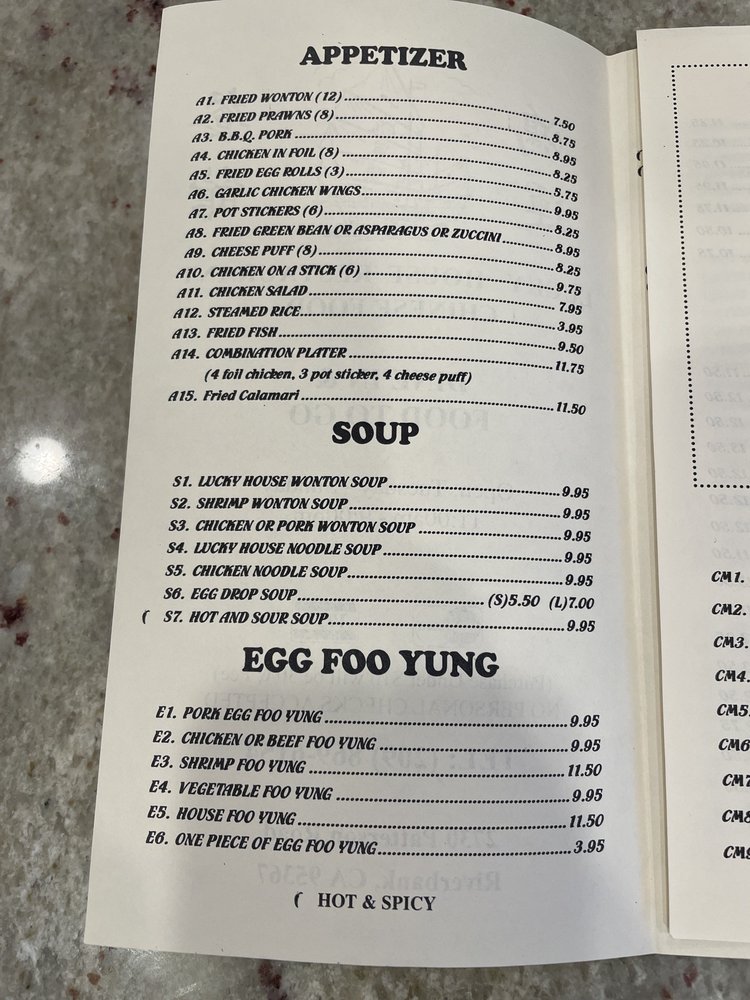 APPETIZER
A1. FRIED WONTON (12) 7.50
A2. FRIED PRAWNS (8) 8.75
A3. B.B.Q. PORK 8.95
A4. CHICKEN IN FOIL (8) 8.25
A5. FRIED EGG ROLLS (3) 5.75
A6. GARLIC CHICKEN WINGS 9.95
A7. POT STICKERS (6) 8.25
A8. FRIED GREEN BEAN OR ASPARAGUS OR ZUCCINI 8.95
A9. CHEESE PUFF (8) 8.25
A10. CHICKEN ON A STICK (6) 9.75
A11. CHICKEN SALAD 7.95
A12. STEAMED RICE 3.95
A13. FRIED FISH 9.50
A14. COMBINATION PLATER 11.75
(4 foil chicken, 3 pot sticker, 4 cheese puff)
A15. Fried Calamari 11.50
SOUP
S1. LUCKY HOUSE WONTON SOUP 9.95
S2. SHRIMP WONTON SOUP 9.95
S3. CHICKEN OR PORK WONTON SOUP 9.95
S4. LUCKY HOUSE NOODLE SOUP 9.95
S5. CHICKEN NOODLE SOUP 9.95
S6. EGG DROP SOUP (S)5.50 (L)7.00
S7. HOT AND SOUR SOUP 9.95
EGG FOO YUNG
E1. PORK EGG FOO YUNG 9.95
E2. CHICKEN OR BEEF FOO YUNG 9.95
E3. SHRIMP FOO YUNG 11.50
E4. VEGETABLE FOO YUNG 9.95
E5. HOUSE FOO YUNG 11.50
E6. ONE PIECE OF EGG FOO YUNG 3.95
HOT & SPICY
CM1.
CM2.
CM3.
CM4.
CM5.
CM6
CM7
CM8
CM9